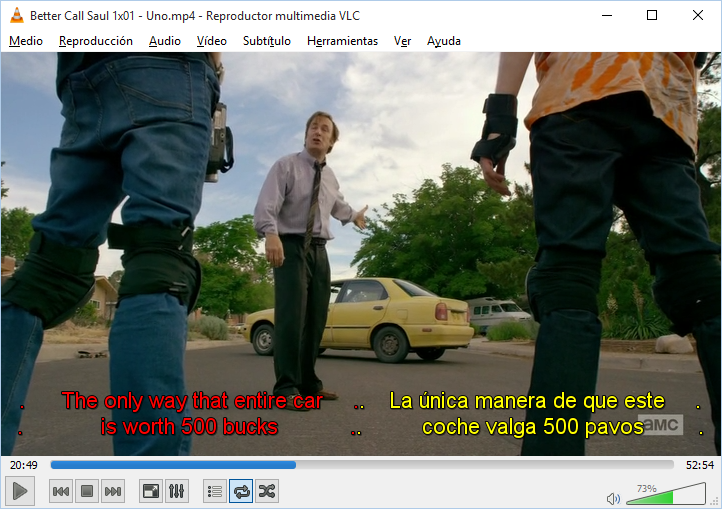 Better Call Saul 1x01 - Uno.mp4 - Reproductor multimedia VLC
Medio Reproducción Audio Vídeo Subtítulo Herramientas Ver Ayuda
. The only way that entire car .
. is worth 500 bucks .
. La única manera de que este .
. coche valga 500 pavos .
aMC
20:49 52:54
73%